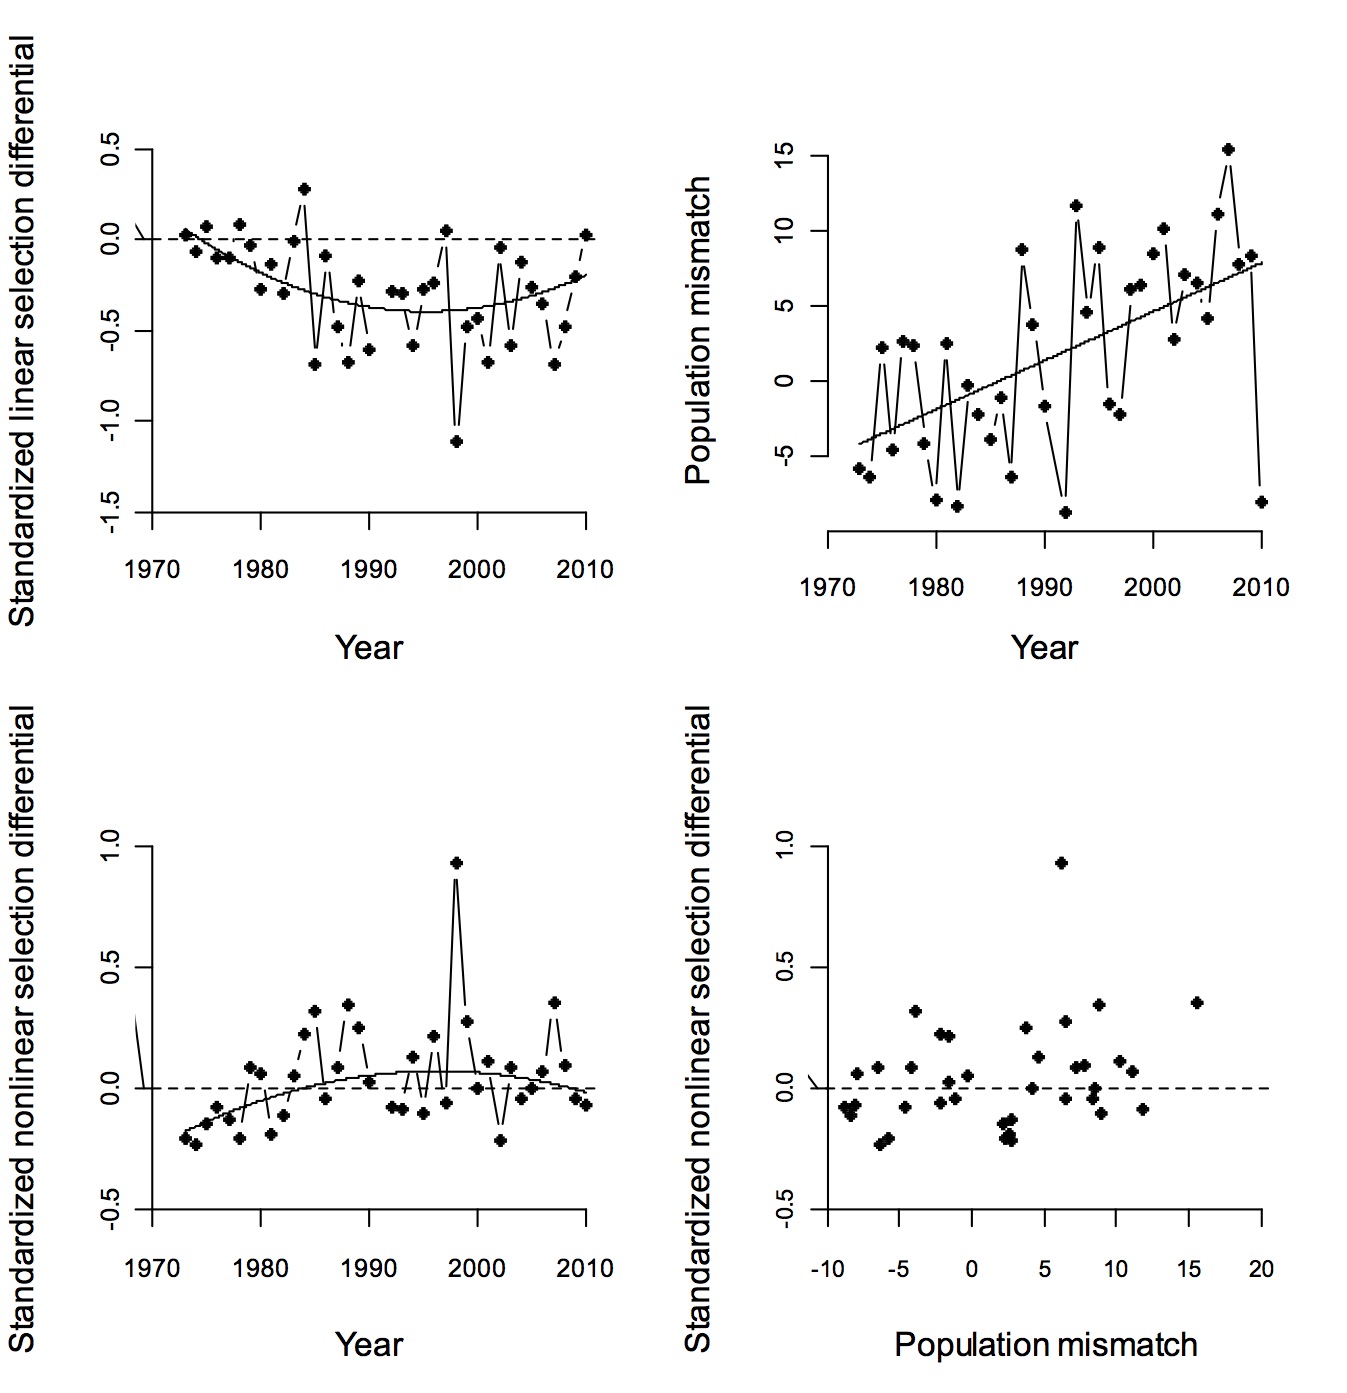 Standardized linear selection differential
0.5
0.0
-0.5
-1.0
-1.5
1970 1980 1990 2000 2010
Year
Population mismatch
15
10
5
0
-5
1970 1980 1990 2000 2010
Year
Standardized nonlinear selection differential
1.0
0.5
0.0
-0.5
1970 1980 1990 2000 2010
Year
Standardized nonlinear selection differential
1.0
0.5
0.0
-0.5
-10 -5 0 5 10 15 20
Population mismatch